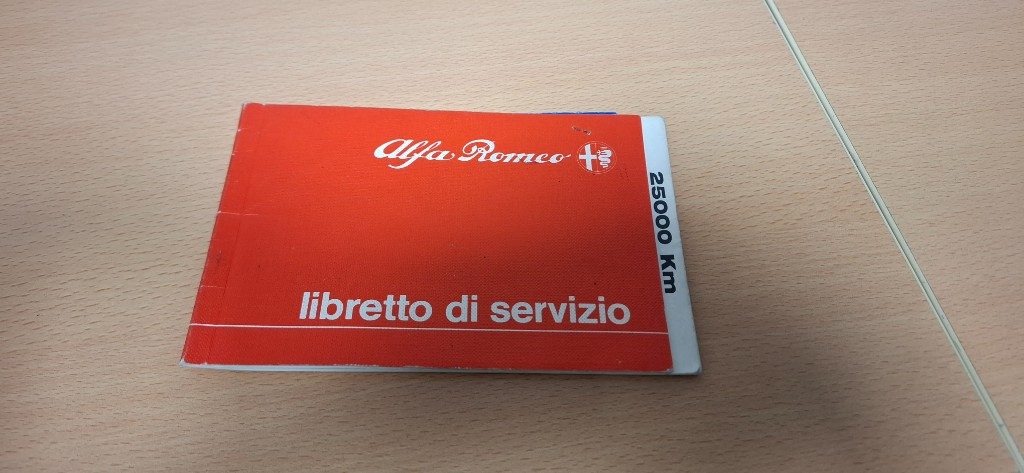 Alfa Romeo
25000 Km
libretto di servizio